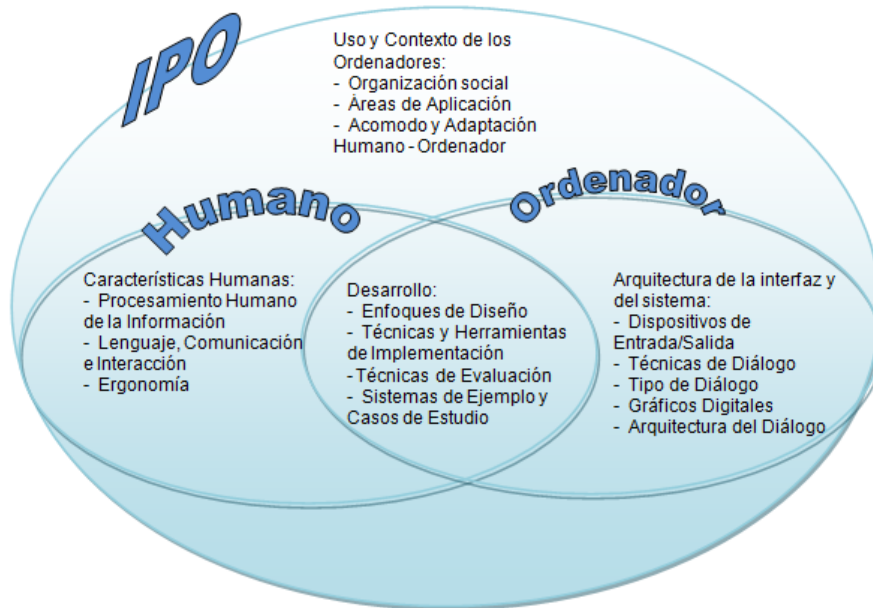 IPO
Uso y Contexto de los
Ordenadores:
- Organización social
- Áreas de Aplicación
- Acomodo y Adaptación
Humano - Ordenador
Humano
Ordenador
Características Humanas:
- Procesamiento Humano
de la Información
- Lenguaje, Comunicación
e Interacción
- Ergonomía
Desarrollo:
- Enfoques de Diseño
- Técnicas y Herramientas
de Implementación
-Técnicas de Evaluación
- Sistemas de Ejemplo y
Casos de Estudio
Arquitectura de la interfaz y
del sistema:
- Dispositivos de
Entrada/Salida
- Técnicas de Diálogo
- Tipo de Diálogo
- Gráficos Digitales
- Arquitectura del Diálogo